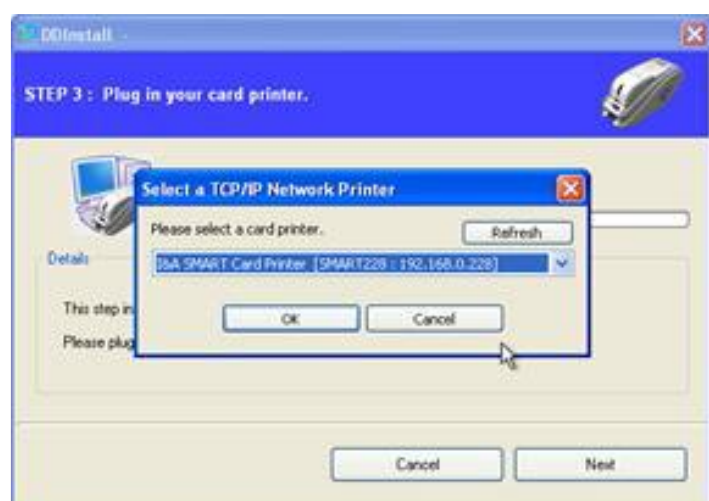 DDInstall -
STEP 3 : Plug in your card printer.
Select a TCP/IP Network Printer
Please select a card printer.
Refresh
Details
SMART Card Printer [SMART228 : 192.168.0.228]
This step in
OK
Cancel
Please plug
Cancel
Next